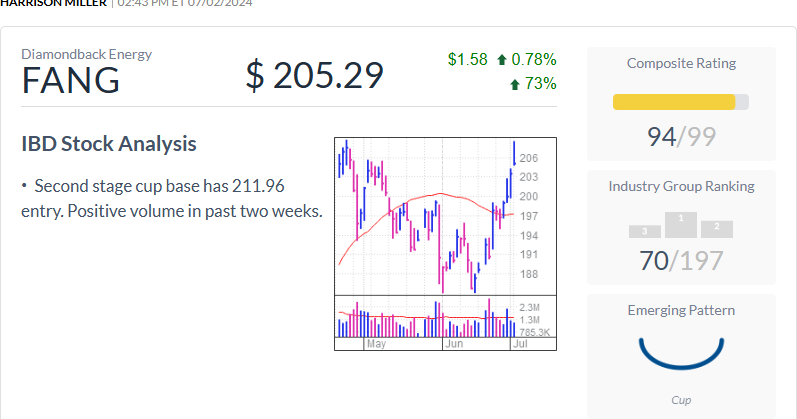 HARRISON MILLER | 02:43 PM ET 07/02/2024
Diamondback Energy
FANG
$ 205.29
$1.58 0.78%
73%
IBD Stock Analysis
• Second stage cup base has 211.96
entry. Positive volume in past two weeks.
206
203
200
197
194
191
188
2.3M
1.3M
785.3K
May Jun Jul
Composite Rating
94/99
Industry Group Ranking
3 1 2
70/197
Emerging Pattern
Cup